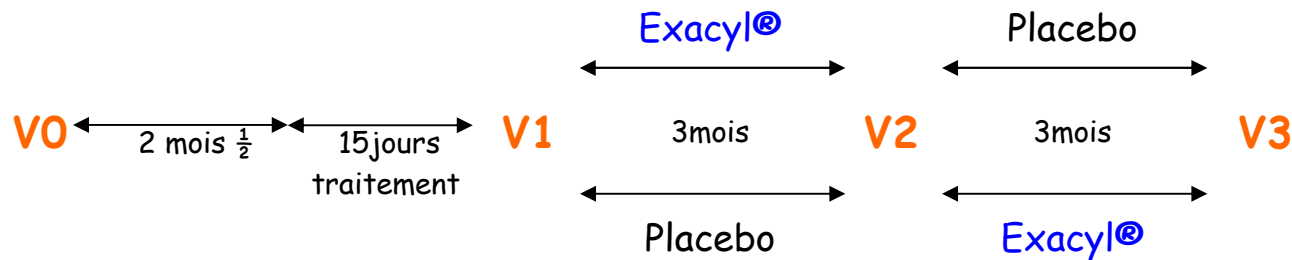 Exacyl® Placebo
V0 2 mois ½ 15jours V1 3mois V2 3mois V3
traitement
Placebo Exacyl®